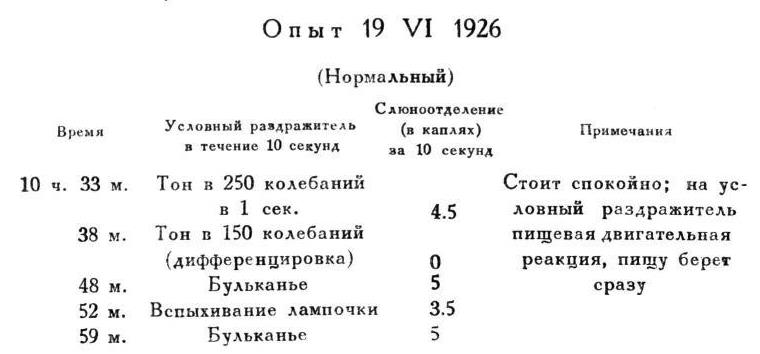 Опыт 19 VI 1926
(Нормальный)
Время
Условный раздражитель
в течение 10 секунд
Слюноотделение
(в каплях)
за 10 секунд
Примечания
10 ч. 33 м. Тон в 250 колебаний
в 1 сек. 4.5
38 м. Тон в 150 колебаний
(дифференцировка) 0
48 м. Бульканье 5
52 м. Вспыхивание лампочки 3.5
59 м. Бульканье 5
Стоит спокойно; на ус-
ловный раздражитель
пищевая двигательная
реакция, пищу берет
сразу